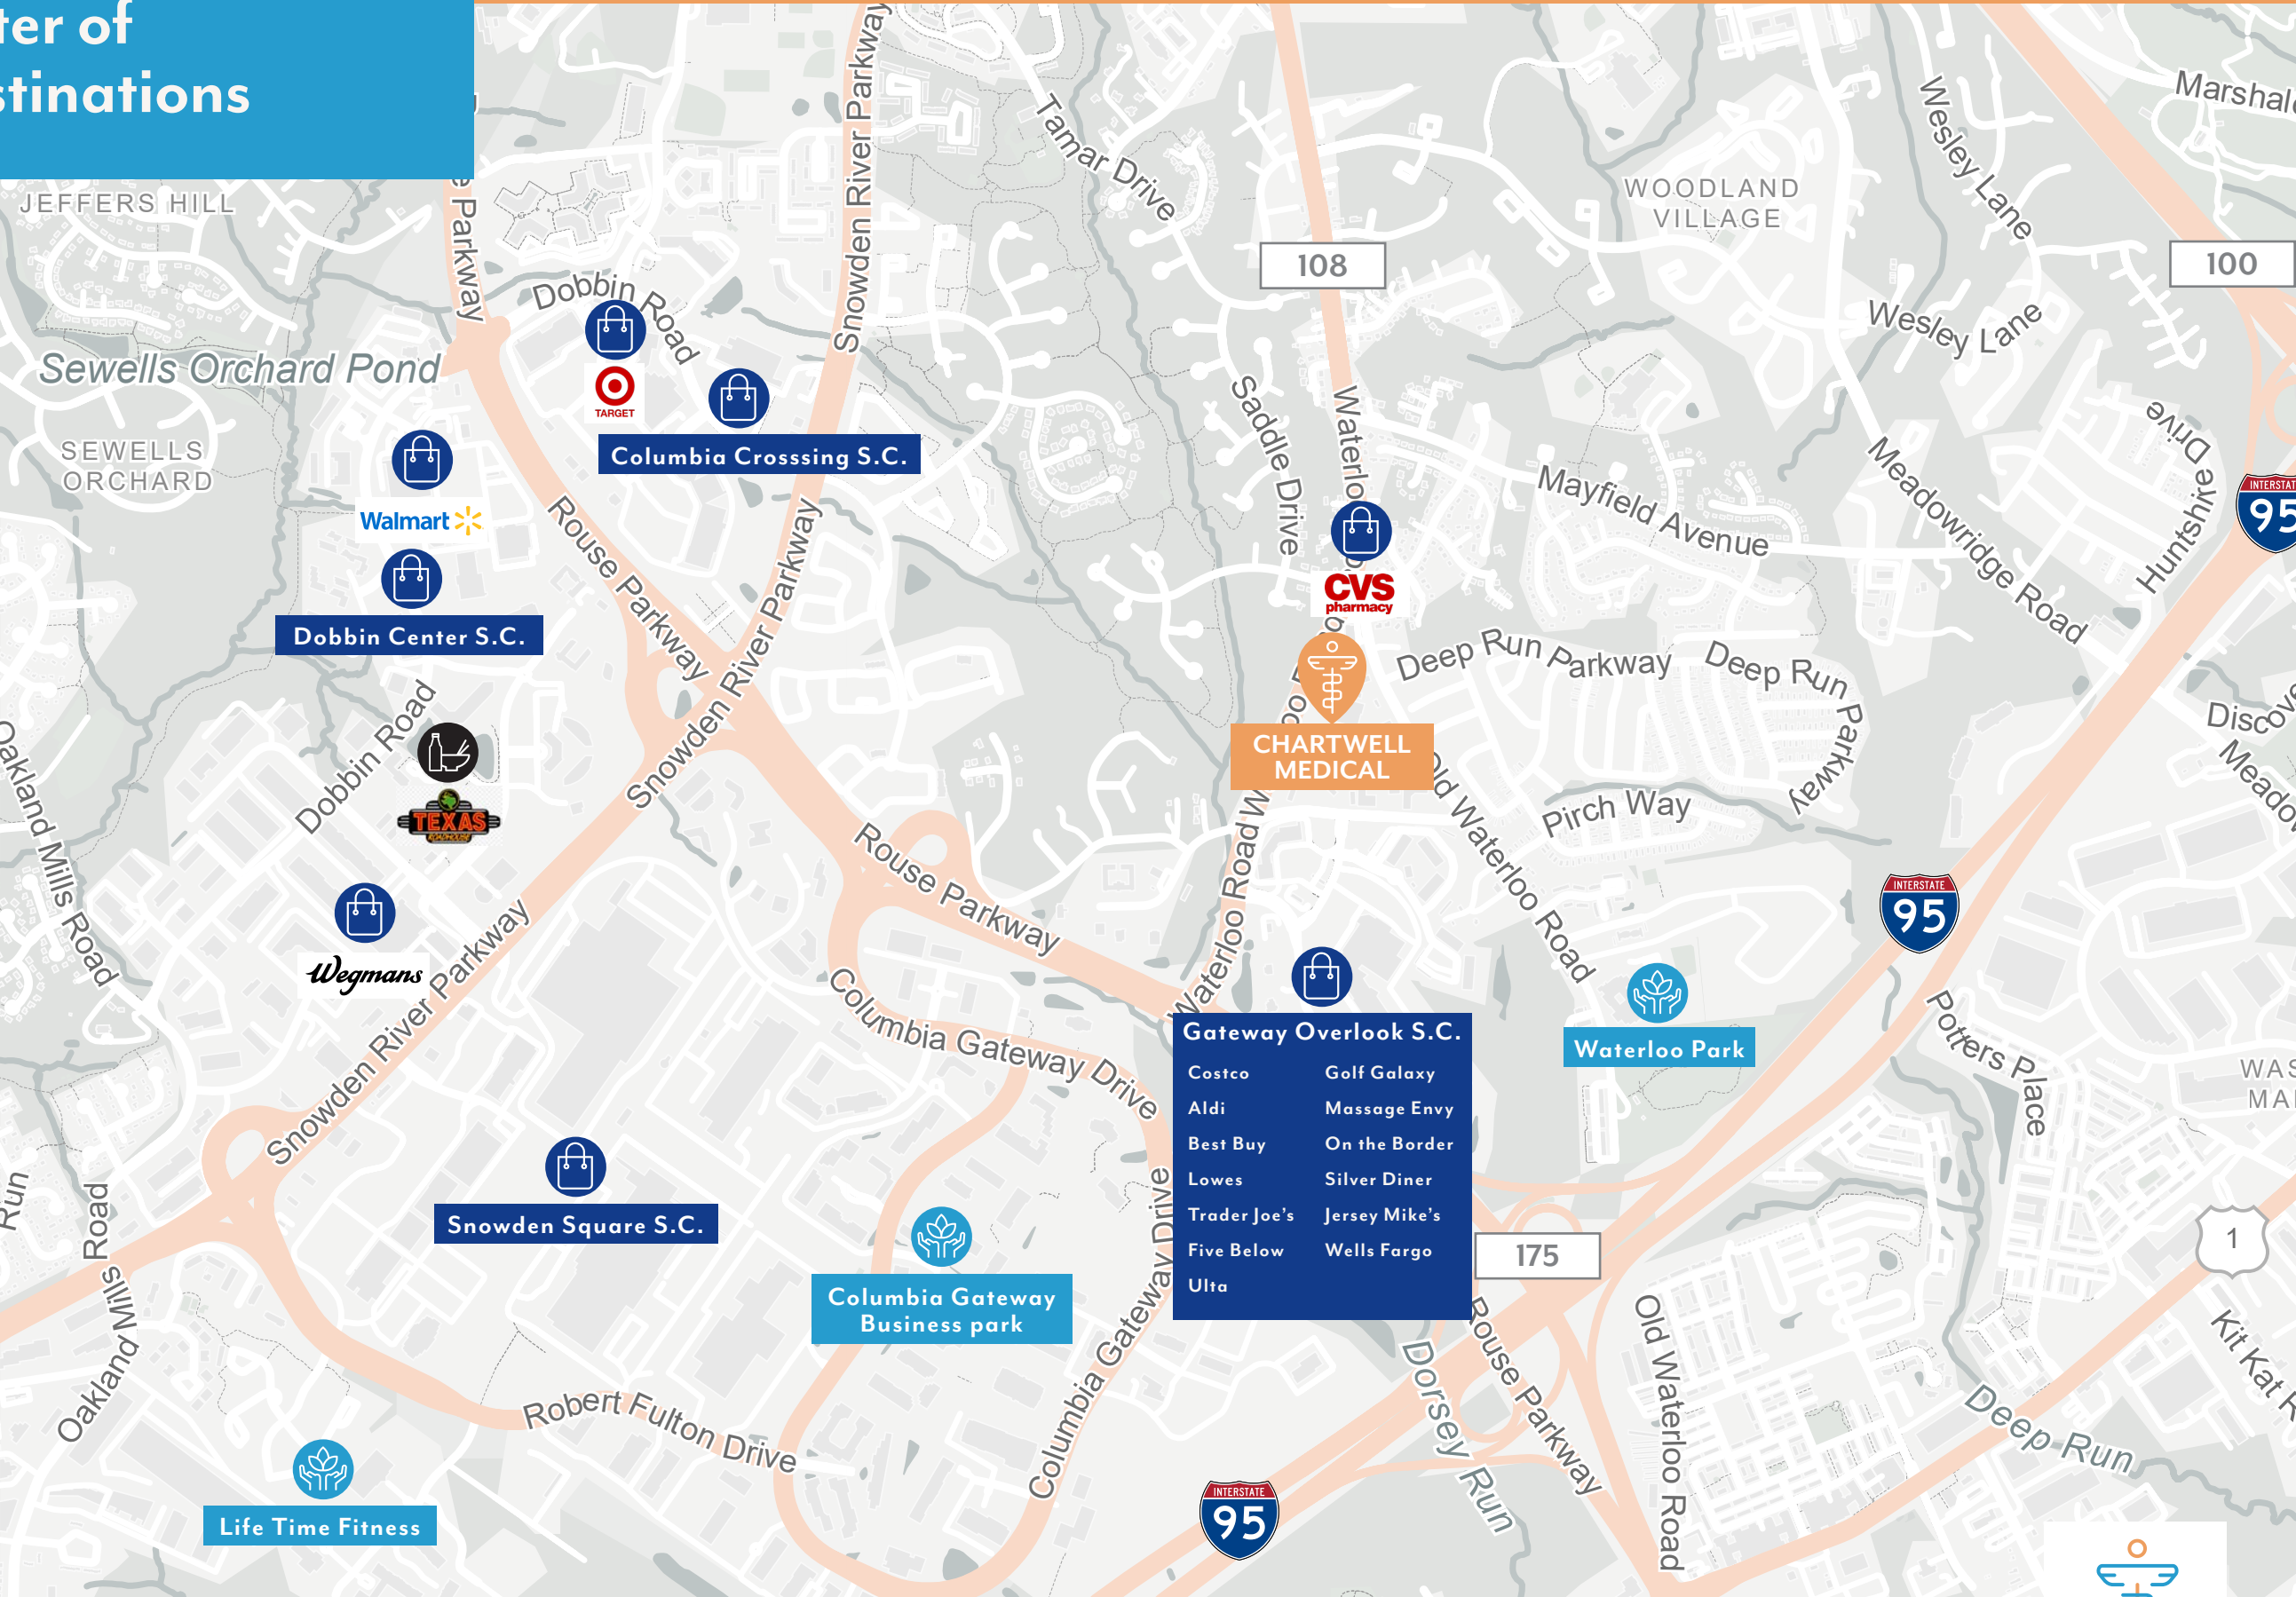 ter of
stinations
JEFFERS HILL
Parkway
Snowden River Parkway
Tamar Drive
WOODLAND
VILLAGE
Wesley Lane
Marshal
108
100
Dobbin Road
Wesley Lane
Sewells Orchard Pond
TARGET
SEWELLS
ORCHARD
Columbia Crosssing S.C.
Saddle Drive
Waterloo
Mayfield Avenue
Meadowridge Road
Huntshire Drive
INTERSTAT
95
Walmart
Rouse Parkway
Snowden River Parkway
CVS
pharmacy
Dobbin Center S.C.
Deep Run Parkway
Deep Run Parkway
Dobbin Road
CHARTWELL
MEDICAL
Old Waterloo Road
Pirch Way
Disco
Meado
Oakland Mills Road
TEXAS
ROADHOUSE
Rouse Parkway
Waterloo Road
INTERSTATE
95
Wegmans
Snowden River Parkway
Columbia Gateway Drive
Waterloo Park
Potters Place
WAS
MA
Gateway Overlook S.C.
Costco
Golf Galaxy
Aldi
Massage Envy
Best Buy
On the Border
Lowes
Silver Diner
Trader Joe's
Jersey Mike's
Five Below
Wells Fargo
Ulta
Run
Oakland Mills Road
Snowden Square S.C.
Columbia Gateway
Business park
Columbia Gateway Drive
175
1
Rouse Parkway
Old Waterloo Road
Kit Kat R
Dorsey Run
Deep Run
Robert Fulton Drive
Life Time Fitness
INTERSTATE
95